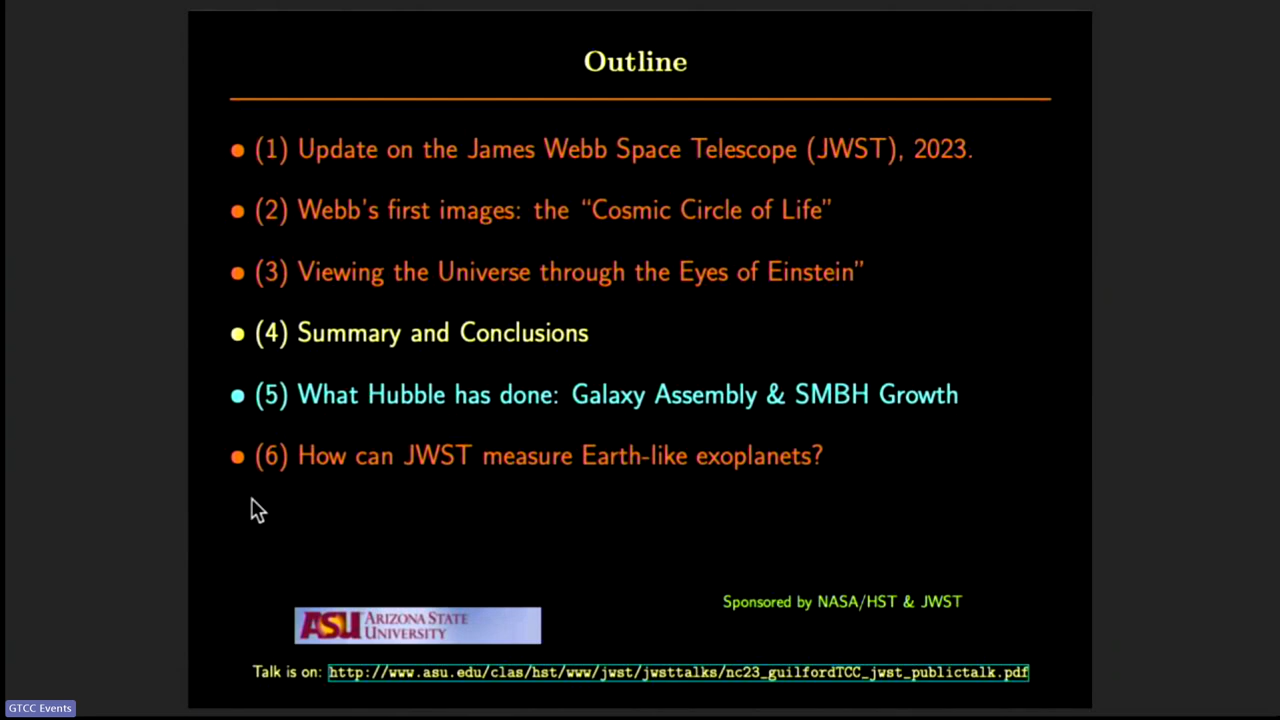 Outline
• (1) Update on the James Webb Space Telescope (JWST), 2023.
• (2) Webb's first images: the “Cosmic Circle of Life”
• (3) Viewing the Universe through the Eyes of Einstein”
• (4) Summary and Conclusions
• (5) What Hubble has done: Galaxy Assembly & SMBH Growth
• (6) How can JWST measure Earth-like exoplanets?
Sponsored by NASA/HST & JWST
ASU ARIZONA STATE
UNIVERSITY
Talk is on: http://www.asu.edu/clas/hst/www/jwst/jwsttalks/nc23_guilfordTCC_jwst_publictalk.pdf
GTCC Events